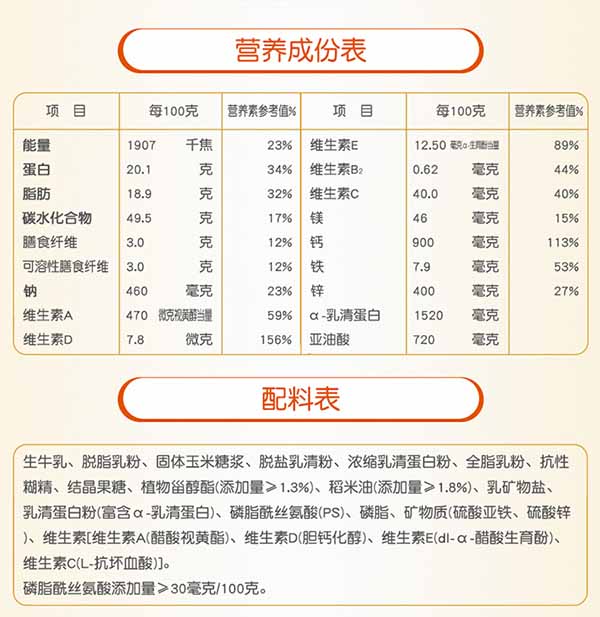 营养成份表
项 目 每100克 营养素参考值% 项 目 每100克 营养素参考值%
能量 1907 千焦 23% 维生素E 12.50 毫克α-生育酚当量 89%
蛋白 20.1 克 34% 维生素B₂ 0.62 毫克 44%
脂肪 18.9 克 32% 维生素C 40.0 毫克 40%
碳水化合物 49.5 克 17% 镁 46 毫克 15%
膳食纤维 3.0 克 12% 钙 900 毫克 113%
可溶性膳食纤维 3.0 克 12% 铁 7.9 毫克 53%
钠 460 毫克 23% 锌 400 毫克 27%
维生素A 470 微克视黄醇当量 59% α-乳清蛋白 1520 毫克
维生素D 7.8 微克 156% 亚油酸 720 毫克
配料表
生牛乳、脱脂乳粉、固体玉米糖浆、脱盐乳清粉、浓缩乳清蛋白粉、全脂乳粉、抗性
糊精、结晶果糖、植物甾醇酯(添加量≥1.3%)、稻米油(添加量≥1.8%)、乳矿物盐、
乳清蛋白粉(富含α-乳清蛋白)、磷脂酰丝氨酸(PS)、磷脂、矿物质(硫酸亚铁、硫酸锌
)、维生素[维生素A(醋酸视黄酯)、维生素D(胆钙化醇)、维生素E(dl-α-醋酸生育酚)、
维生素C(L-抗坏血酸)]。
磷脂酰丝氨酸添加量≥30毫克/100克。